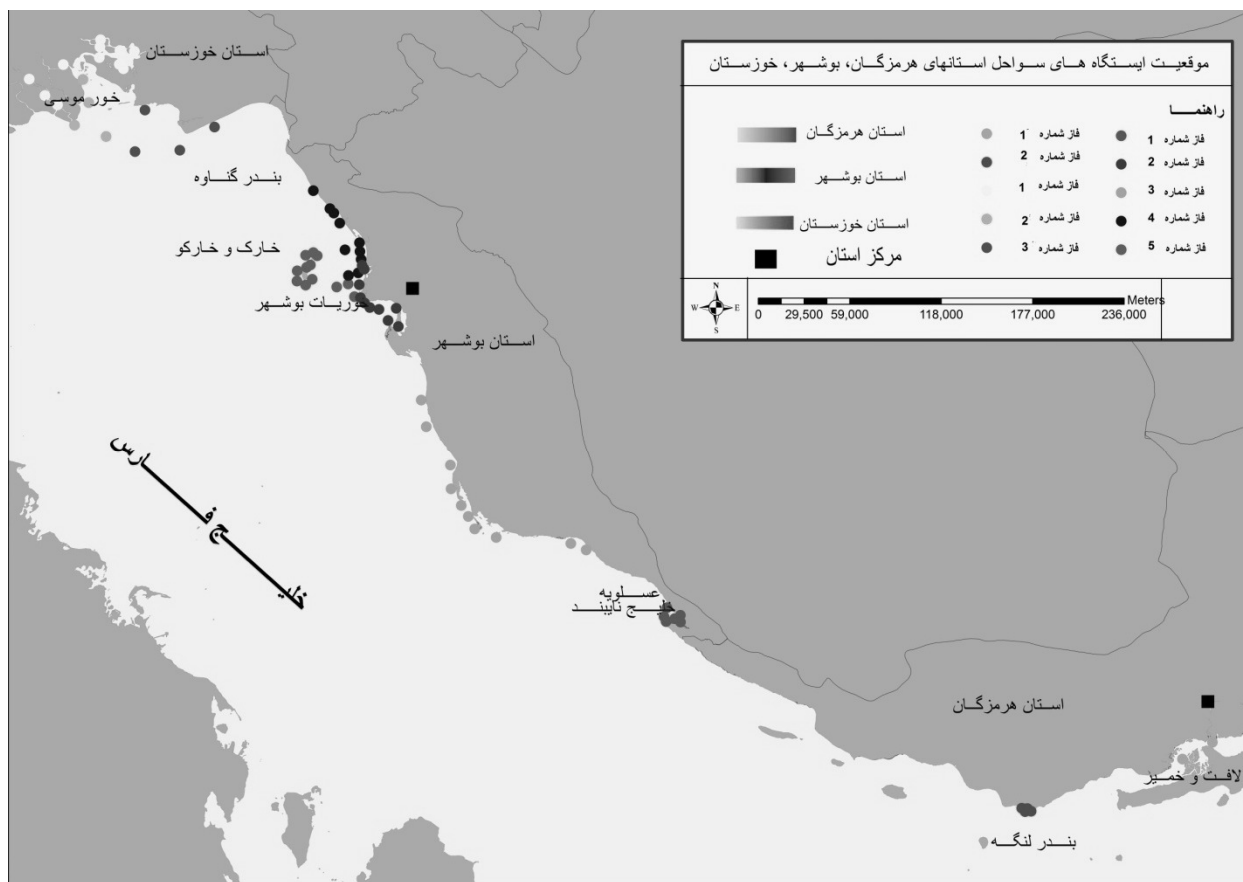 استان خوزستان
خور موسی
بندر گناوه
خارک و خارکو
خوریات بوشهر
استان بوشهر
خلیج فارس
عسلویه
خلیج نایبند
استان هرمزگان
لافت و خمیر
بندر لنگه
موقعیت ایستگاه های سواحل استانهای هرمزگان، بوشهر، خوزستان
راهنما
استان هرمزگان
استان بوشهر
استان خوزستان
مرکز استان
فاز شماره 1
فاز شماره 2
فاز شماره 1
فاز شماره 2
فاز شماره 3
فاز شماره 1
فاز شماره 2
فاز شماره 3
فاز شماره 4
فاز شماره 5
N
W E
S
Meters
0 29,500 59,000 118,000 177,000 236,000